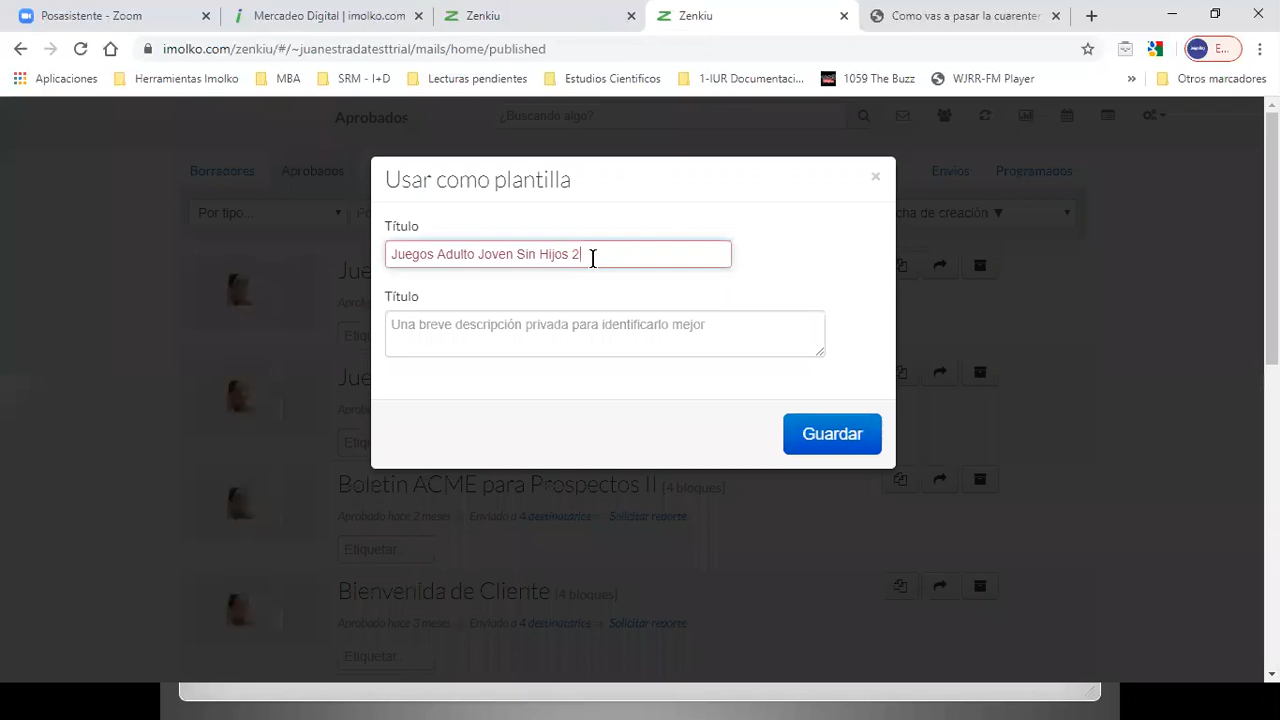 Posasistente - Zoom
Mercadeo Digital | imolko.com
Zenkiu
Zenkiu
Como vas a pasar la cuarenter
imolko.com/zenkiu/#/~juanestradatesttrial/mails/home/published
E...
Aplicaciones
Herramientas Imolko
MBA
SRM - I+D
Lecturas pendientes
Estudios Cientificos
1-IUR Documentaci...
1059 The Buzz
WJRR-FM Player
»
Otros marcadores
Aprobados
¿Buscando algo?
Borradores
Aprobados
Envios
Programados
Por tipo...
cha de creación ▼
Usar como plantilla
×
Título
Juegos Adulto Joven Sin Hijos 2
Título
Una breve descripción privada para identificarlo mejor
Guardar
Boletin ACME para Prospectos II [4 bloques]
Aprobado hace 2 meses
Enviado a 4 destinatarios
Solicitar reporte
Etiquetar
Bienvenida de Cliente [4 bloques]
Aprobado hace 3 meses
Enviado a 4 destinatarios
Solicitar reporte
Etiquetar